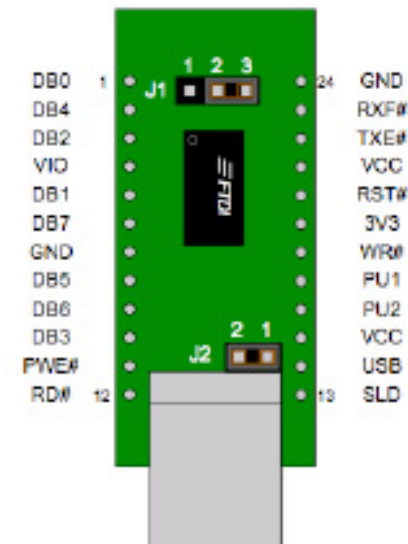 DB0 1 24 GND
J1 1 2 3
DB4 RXF#
DB2 TXE#
VIO VCC
DB1 RST#
DB7 3V3
GND WR#
DB5 PU1
DB6 PU2
DB3 VCC
J2 2 1
PWE# USB
RD# 12 13 SLD
FTDI